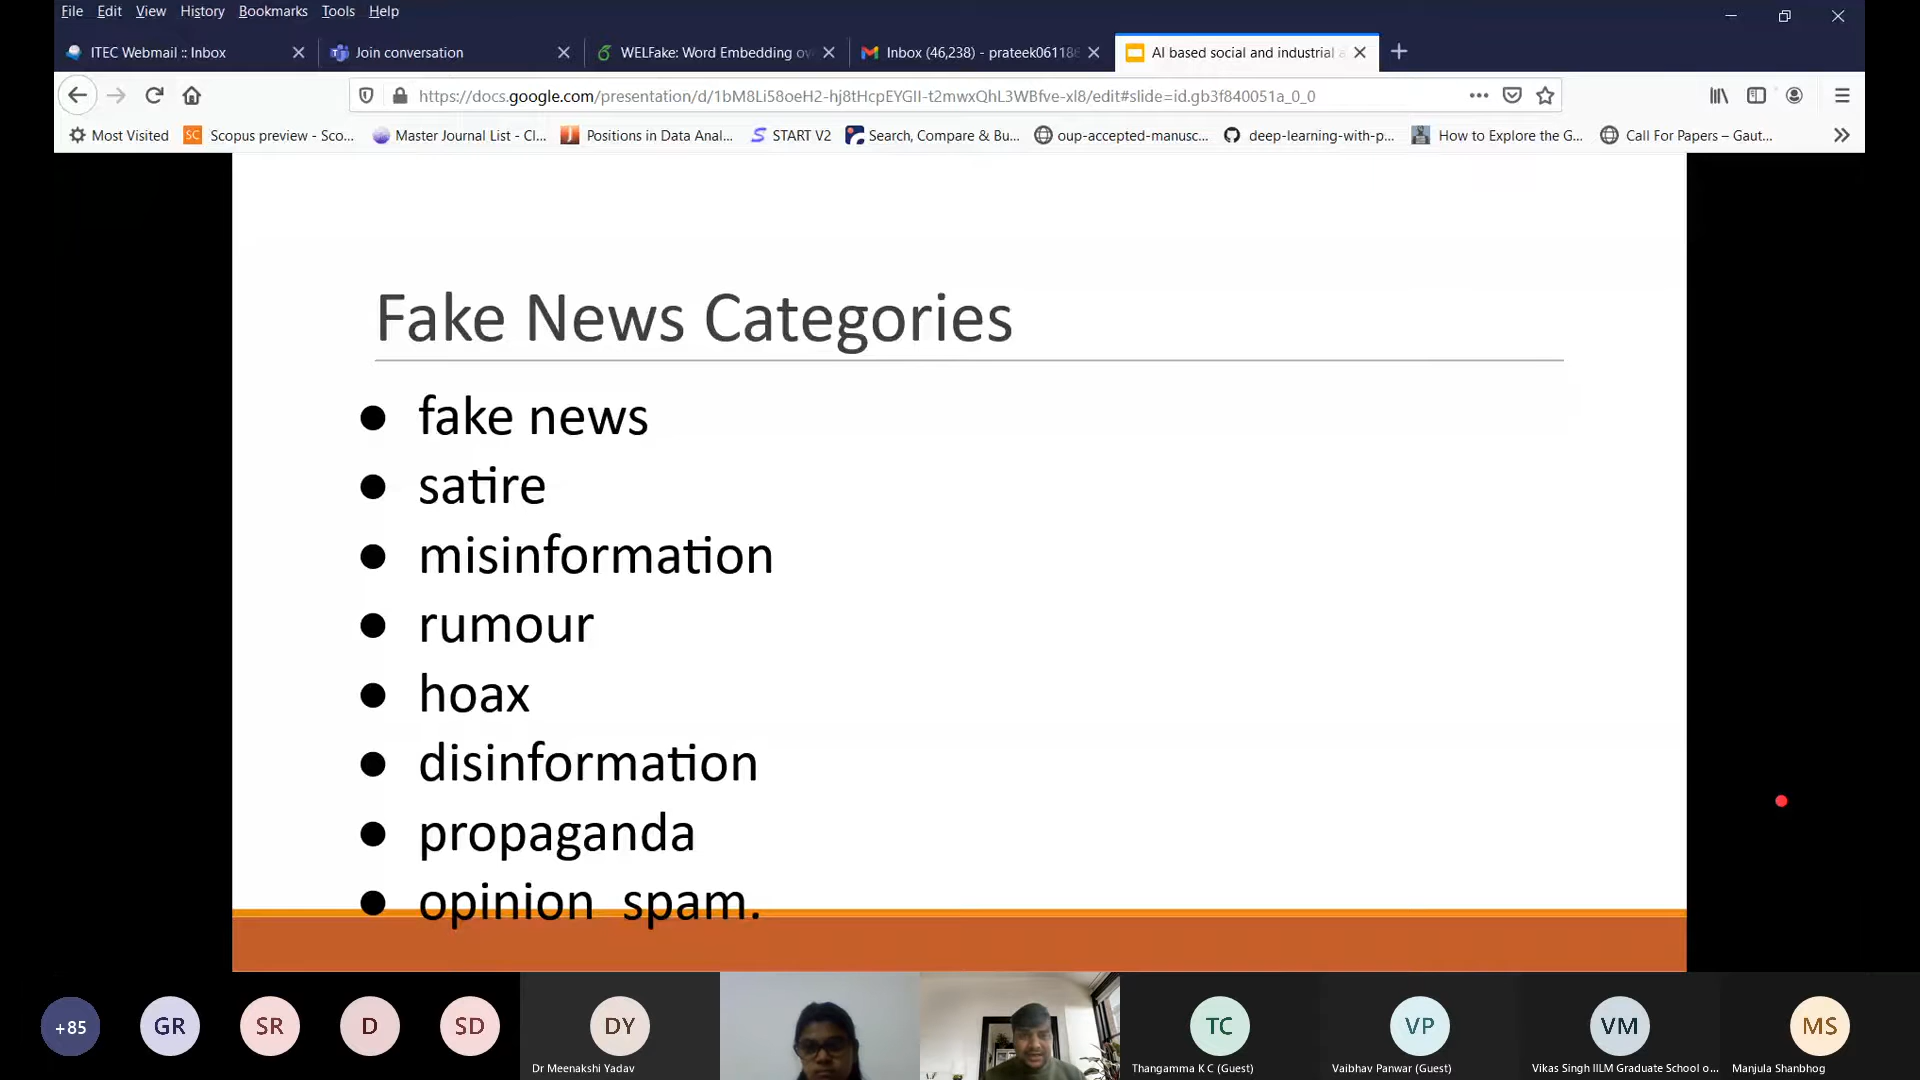 File Edit View History Bookmarks Tools Help
ITEC Webmail :: Inbox
Join conversation
WELFake: Word Embedding ov
Inbox (46,238) - prateek06118
AI based social and industrial a
https://docs.google.com/presentation/d/1bM8Li58oeH2-hj8tHcpEYGII-t2mwxQhL3WBfve-xl8/edit#slide=id.gb3f840051a_0_0
Most Visited
SC
Scopus preview - Sco...
Master Journal List - Cl...
Positions in Data Anal...
START V2
Search, Compare & Bu...
oup-accepted-manusc...
deep-learning-with-p...
How to Explore the G...
Call For Papers – Gaut...
Fake News Categories
● fake news
● satire
● misinformation
● rumour
● hoax
● disinformation
● propaganda
● opinion spam.
+85
GR
SR
D
SD
DY
Dr Meenakshi Yadav
TC
Thangamma K C (Guest)
VP
Vaibhav Panwar (Guest)
VM
Vikas Singh IILM Graduate School o...
MS
Manjula Shanbhog